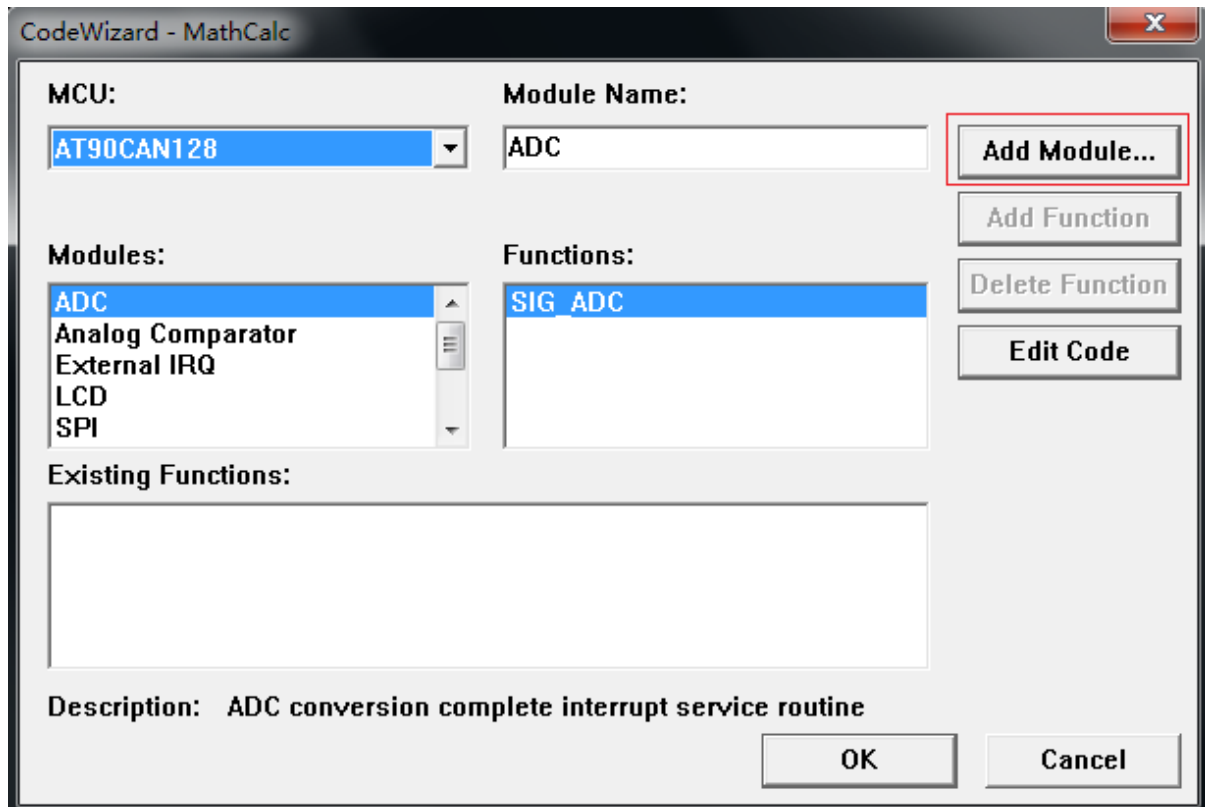 CodeWizard - MathCalc
MCU:
Module Name:
AT90CAN128
ADC
Add Module...
Add Function
Modules:
Functions:
Delete Function
ADC
SIG_ADC
Analog Comparator
Edit Code
External IRQ
LCD
SPI
Existing Functions:
Description: ADC conversion complete interrupt service routine
OK
Cancel